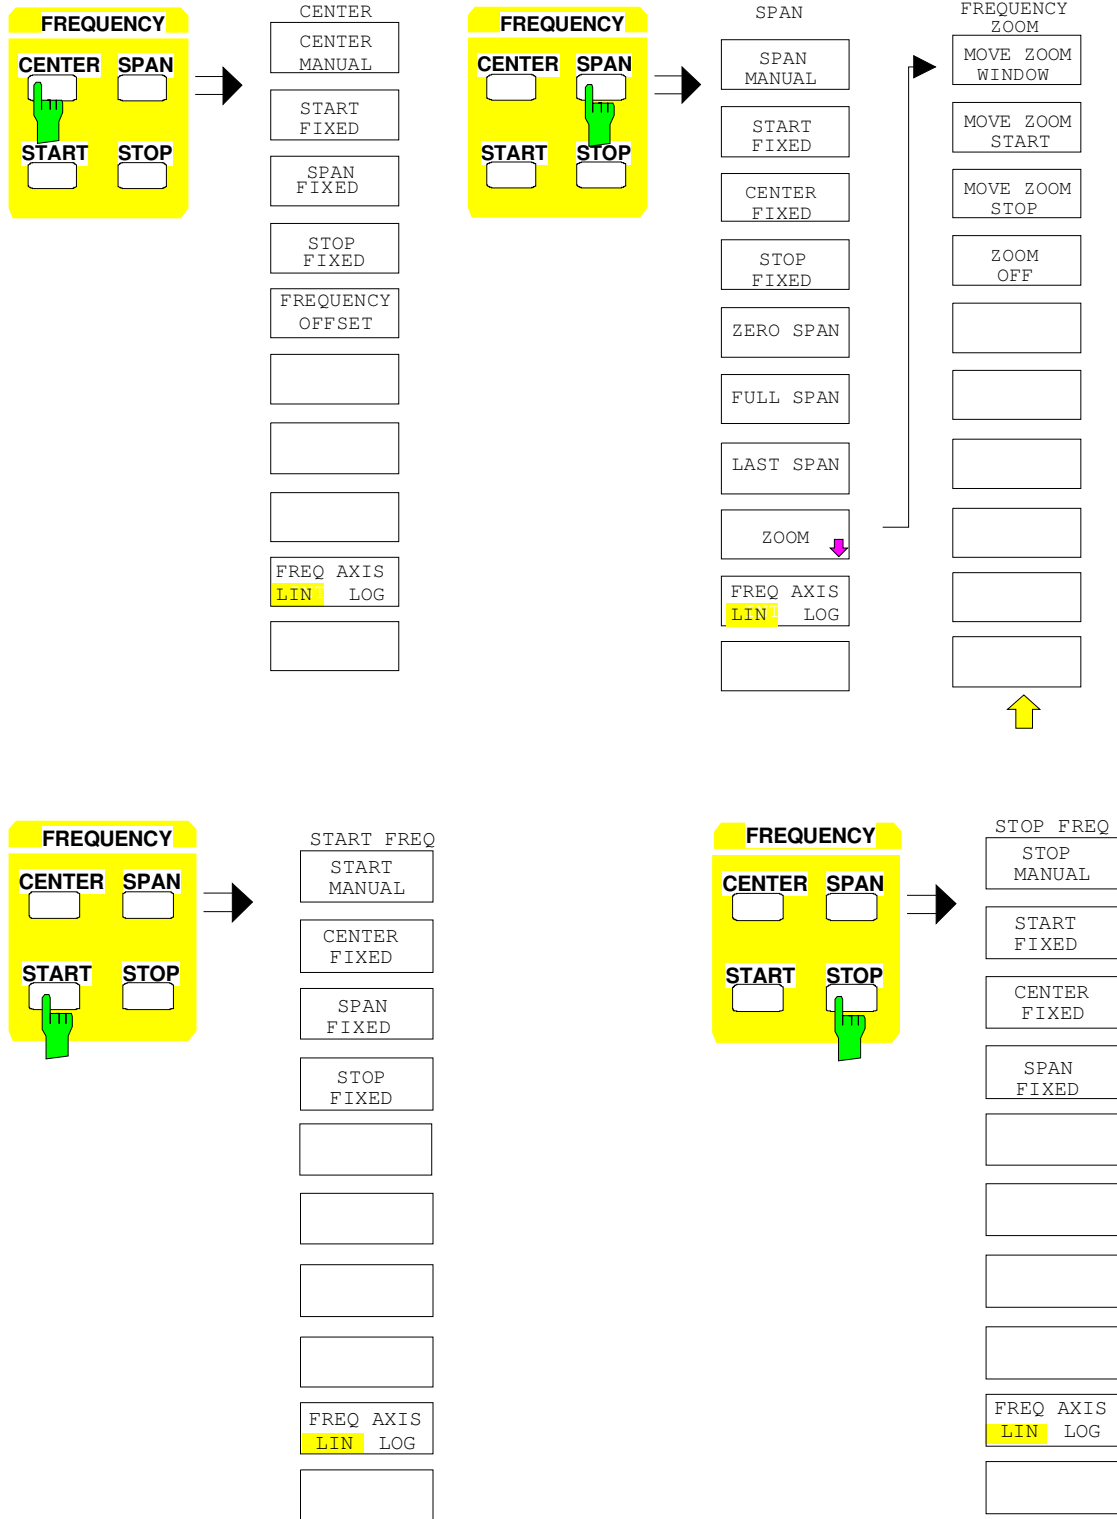 FREQUENCY
CENTER SPAN
START STOP
CENTER
CENTER
MANUAL
START
FIXED
SPAN
FIXED
STOP
FIXED
FREQUENCY
OFFSET
FREQ AXIS
LIN LOG
FREQUENCY
CENTER SPAN
START STOP
SPAN
SPAN
MANUAL
START
FIXED
CENTER
FIXED
STOP
FIXED
ZERO SPAN
FULL SPAN
LAST SPAN
ZOOM
FREQ AXIS
LIN LOG
FREQUENCY
ZOOM
MOVE ZOOM
WINDOW
MOVE ZOOM
START
MOVE ZOOM
STOP
ZOOM
OFF
FREQUENCY
CENTER SPAN
START STOP
START FREQ
START
MANUAL
CENTER
FIXED
SPAN
FIXED
STOP
FIXED
FREQ AXIS
LIN LOG
FREQUENCY
CENTER SPAN
START STOP
STOP FREQ
STOP
MANUAL
START
FIXED
CENTER
FIXED
SPAN
FIXED
FREQ AXIS
LIN LOG